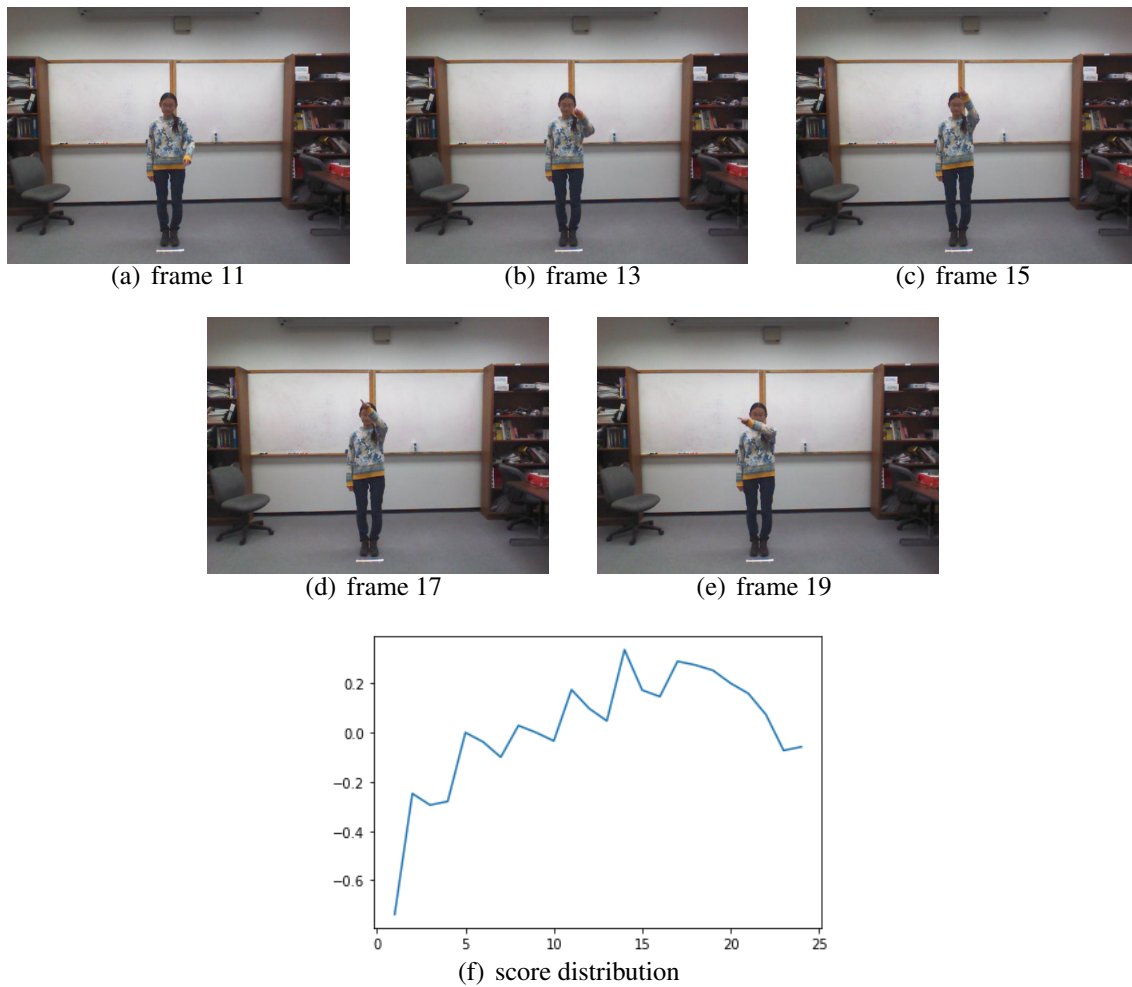 (a) frame 11
(b) frame 13
(c) frame 15
(d) frame 17
(e) frame 19
0.2
0.0
−0.2
−0.4
−0.6
0
5
10
15
20
25
(f) score distribution